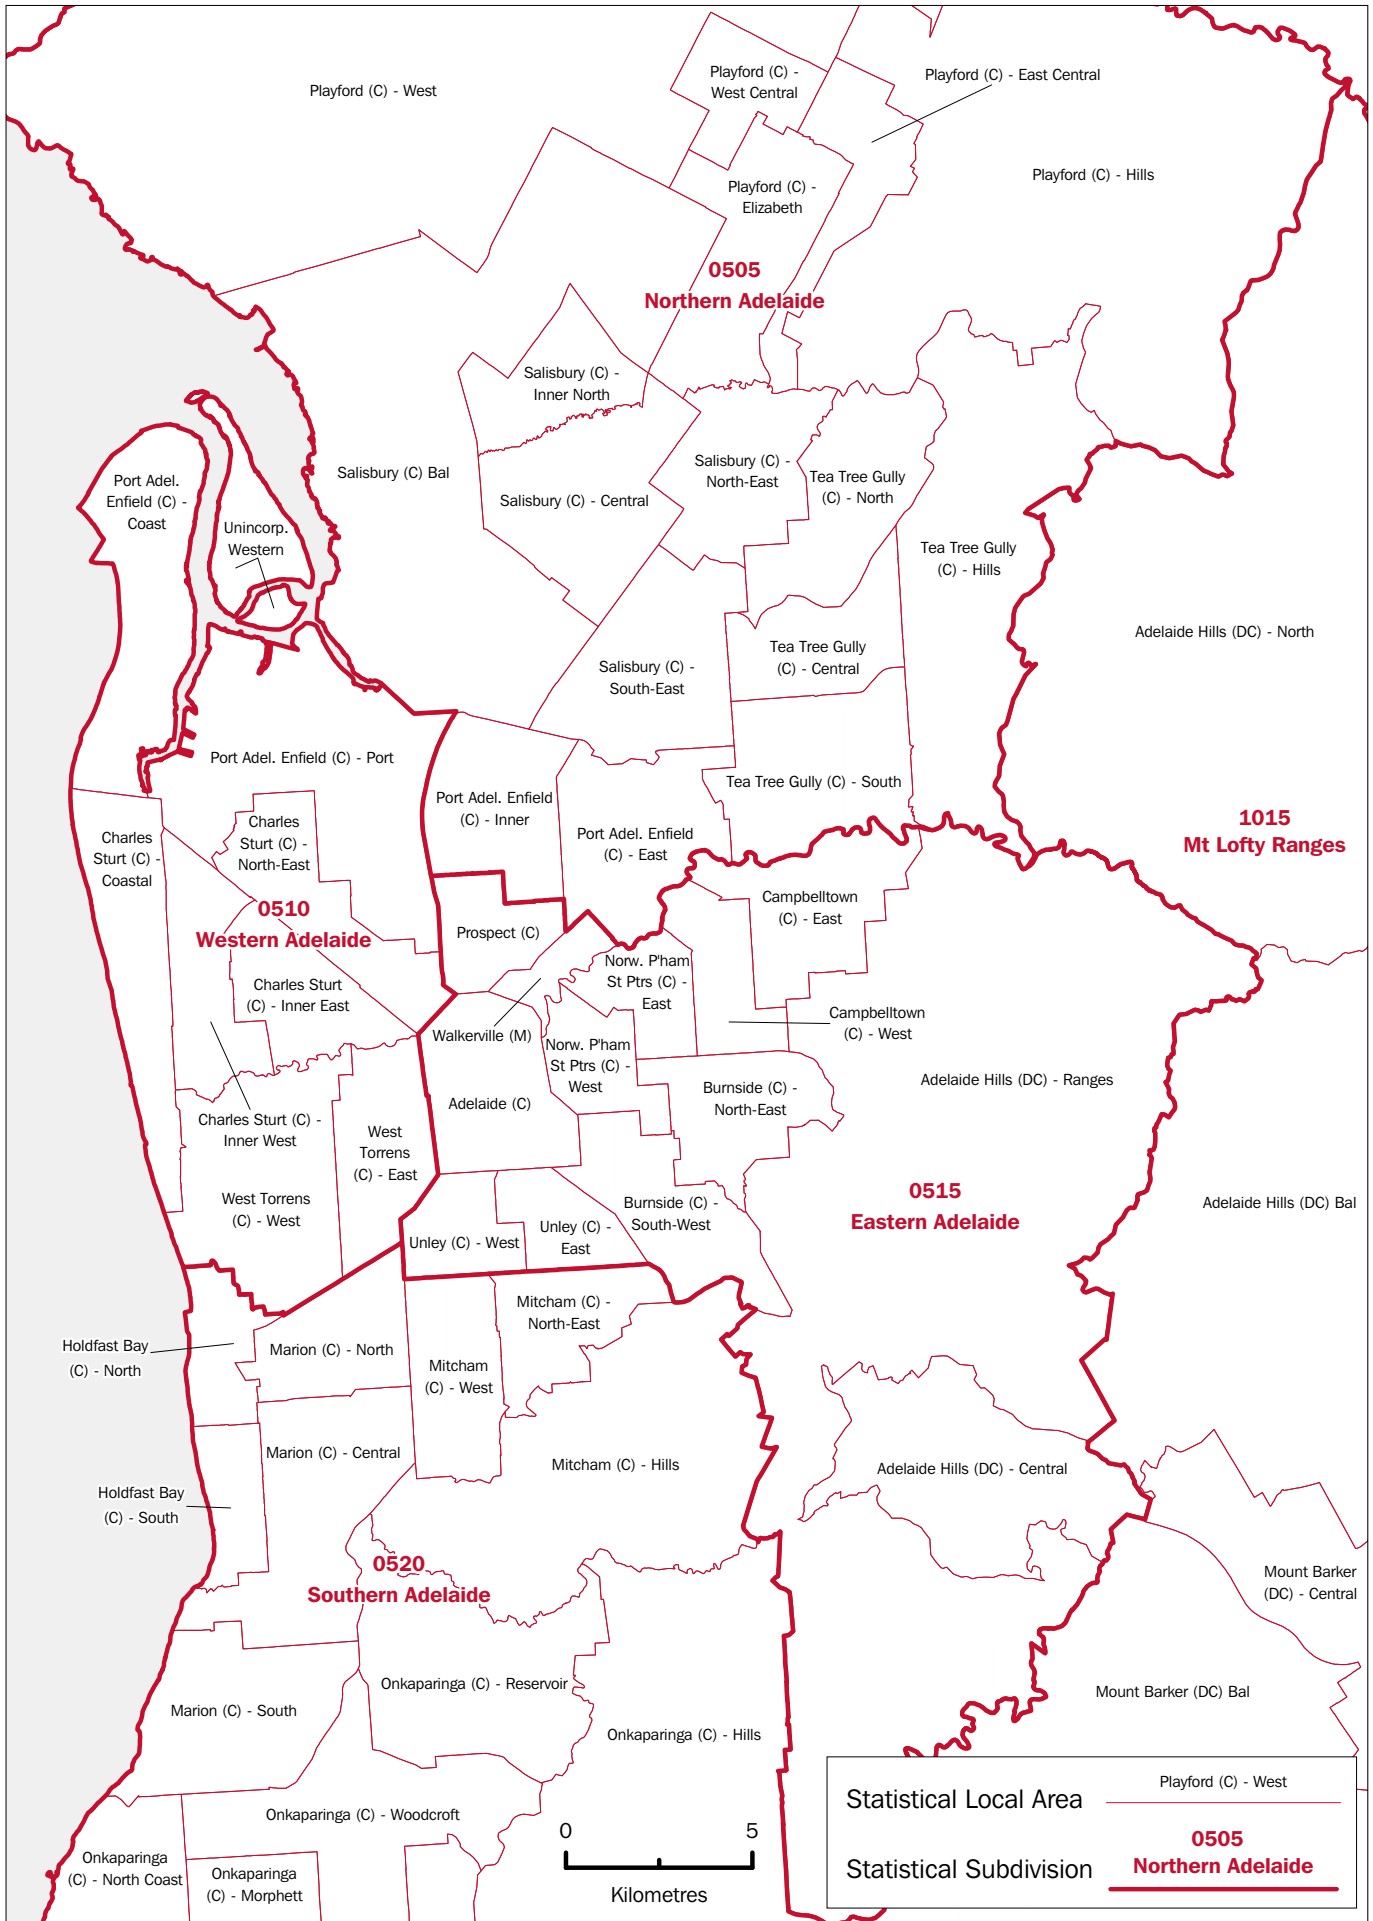 Playford (C) - West
Playford (C) -
West Central
Playford (C) - East Central
Playford (C) - Hills
Playford (C) -
Elizabeth
0505
Northern Adelaide
Salisbury (C) -
Inner North
Salisbury (C) Bal
Salisbury (C) - Central
Salisbury (C) -
North-East
Tea Tree Gully
(C) - North
Port Adel.
Enfield (C) -
Coast
Unincorp.
Western
Tea Tree Gully
(C) - Hills
Adelaide Hills (DC) - North
Tea Tree Gully
(C) - Central
Salisbury (C) -
South-East
Port Adel. Enfield (C) - Port
Tea Tree Gully (C) - South
Port Adel. Enfield
(C) - Inner
Port Adel. Enfield
(C) - East
1015
Mt Lofty Ranges
Charles
Sturt (C) -
Coastal
Charles
Sturt (C) -
North-East
0510
Western Adelaide
Prospect (C)
Campbelltown
(C) - East
Norw. P'ham
St Ptrs (C) -
East
Charles Sturt
(C) - Inner East
Walkerville (M)
Campbelltown
(C) - West
Norw. P'ham
St Ptrs (C) -
West
Adelaide Hills (DC) - Ranges
Burnside (C) -
North-East
Adelaide (C)
Charles Sturt (C) -
Inner West
West
Torrens
(C) - East
West Torrens
(C) - West
Burnside (C) -
South-West
0515
Eastern Adelaide
Adelaide Hills (DC) Bal
Unley (C) - West
Unley (C) -
East
Mitcham (C) -
North-East
Holdfast Bay
(C) - North
Marion (C) - North
Mitcham
(C) - West
Marion (C) - Central
Mitcham (C) - Hills
Adelaide Hills (DC) - Central
Holdfast Bay
(C) - South
0520
Southern Adelaide
Mount Barker
(DC) - Central
Onkaparinga (C) - Reservoir
Mount Barker (DC) Bal
Marion (C) - South
Onkaparinga (C) - Hills
Onkaparinga (C) - Woodcroft
Onkaparinga
(C) - North Coast
Onkaparinga
(C) - Morphett
0 5
Kilometres
Statistical Local Area
Playford (C) - West
Statistical Subdivision
0505
Northern Adelaide